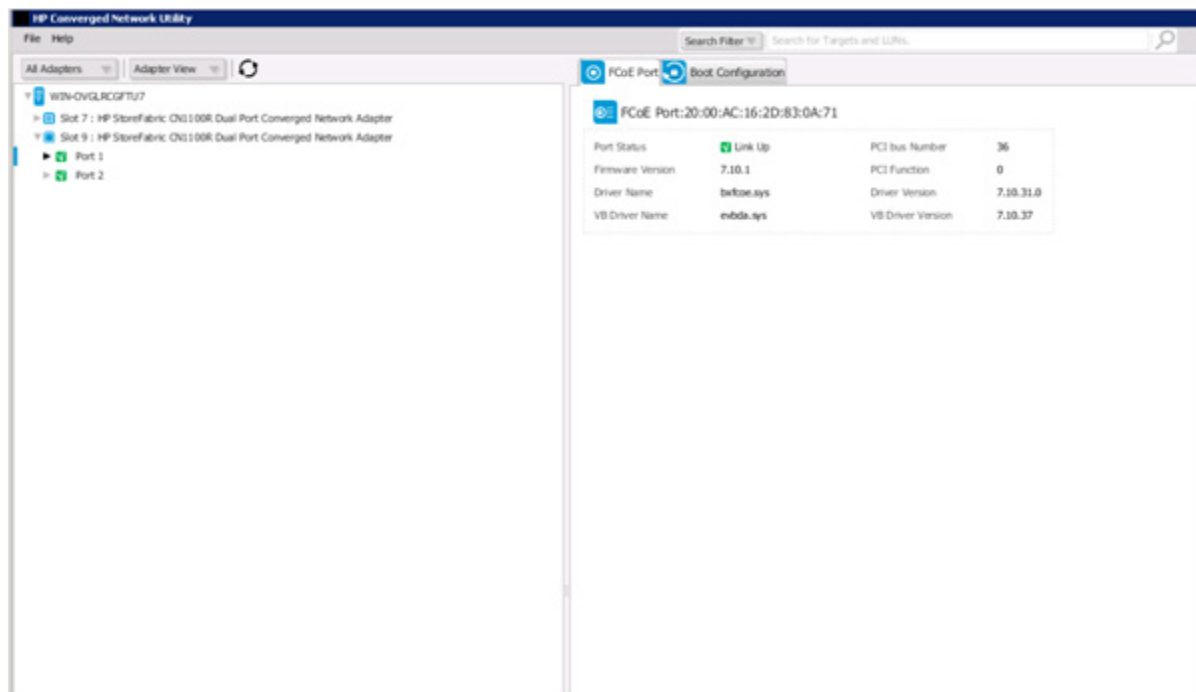 HP Converged Network Utility
File Help
Search Filter Search for Targets and LUNs.
All Adapters Adapter View
FCoE Port Boot Configuration
WIN-OVGLRCGFTU7
Slot 7 : HP StoreFabric CN1100R Dual Port Converged Network Adapter
Slot 9 : HP StoreFabric CN1100R Dual Port Converged Network Adapter
Port 1
Port 2
FCoE Port:20:00:AC:16:2D:83:0A:71
Port Status Link Up PCI bus Number 36
Firmware Version 7.10.1 PCI Function 0
Driver Name bxfcoe.sys Driver Version 7.10.31.0
VB Driver Name evbda.sys VB Driver Version 7.10.37